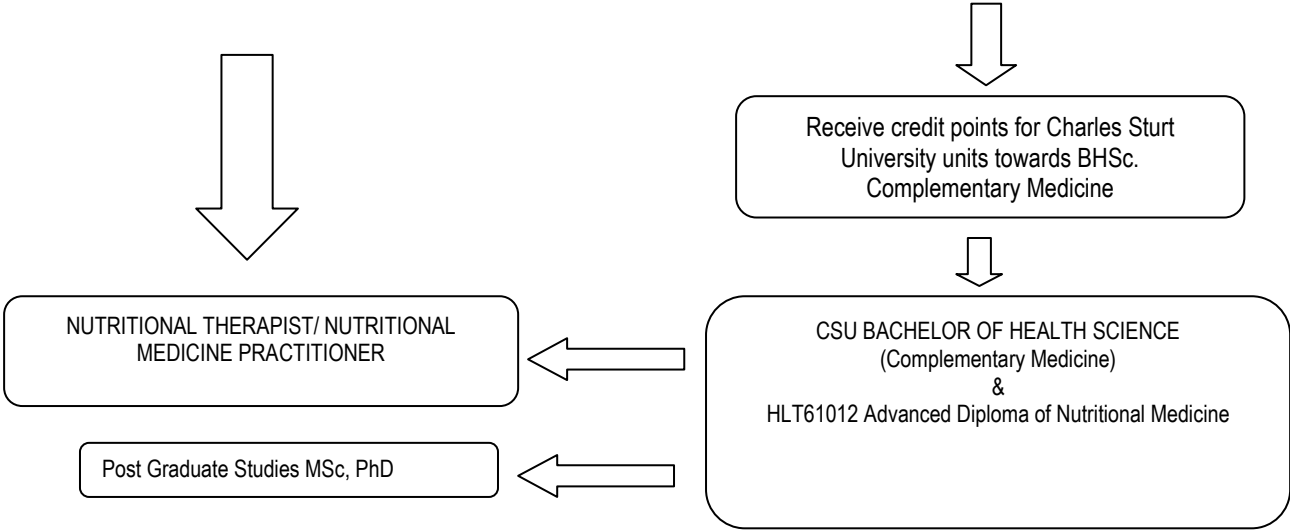 Receive credit points for Charles Sturt
University units towards BHSc.
Complementary Medicine
NUTRITIONAL THERAPIST/ NUTRITIONAL
MEDICINE PRACTITIONER
CSU BACHELOR OF HEALTH SCIENCE
(Complementary Medicine)
&
HLT61012 Advanced Diploma of Nutritional Medicine
Post Graduate Studies MSc, PhD